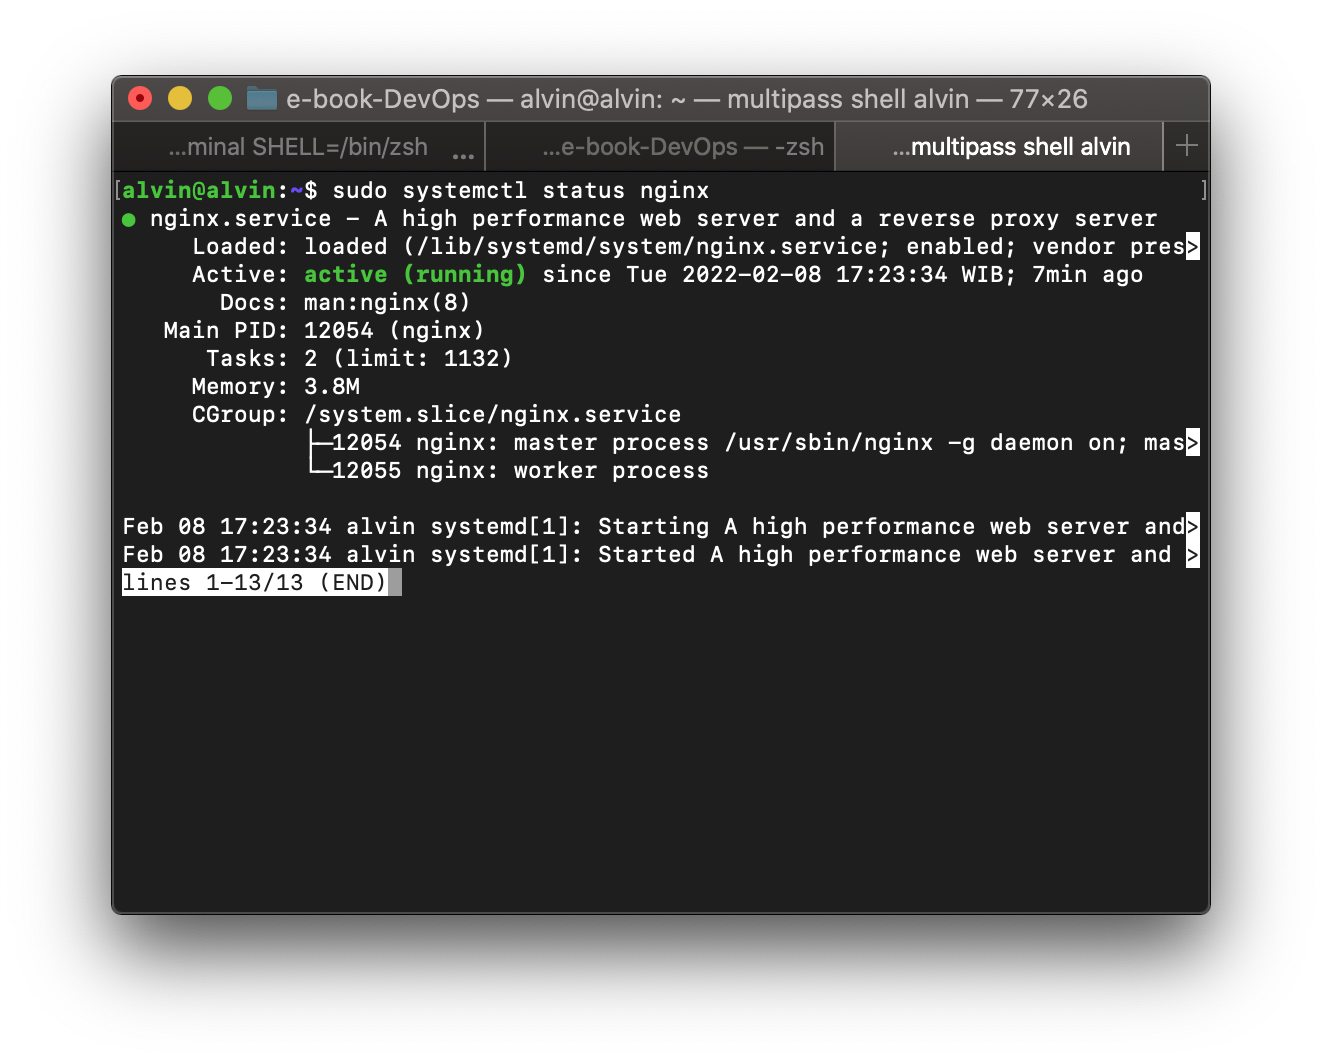 e-book-DevOps — alvin@alvin: ~ — multipass shell alvin — 77×26
...minal SHELL=/bin/zsh ... ...e-book-DevOps — -zsh ...multipass shell alvin +
[alvin@alvin:~$ sudo systemctl status nginx ]
● nginx.service - A high performance web server and a reverse proxy server
Loaded: loaded (/lib/systemd/system/nginx.service; enabled; vendor pres>
Active: active (running) since Tue 2022-02-08 17:23:34 WIB; 7min ago
Docs: man:nginx(8)
Main PID: 12054 (nginx)
Tasks: 2 (limit: 1132)
Memory: 3.8M
CGroup: /system.slice/nginx.service
├─12054 nginx: master process /usr/sbin/nginx -g daemon on; mas>
└─12055 nginx: worker process
Feb 08 17:23:34 alvin systemd[1]: Starting A high performance web server and>
Feb 08 17:23:34 alvin systemd[1]: Started A high performance web server and >
lines 1-13/13 (END)